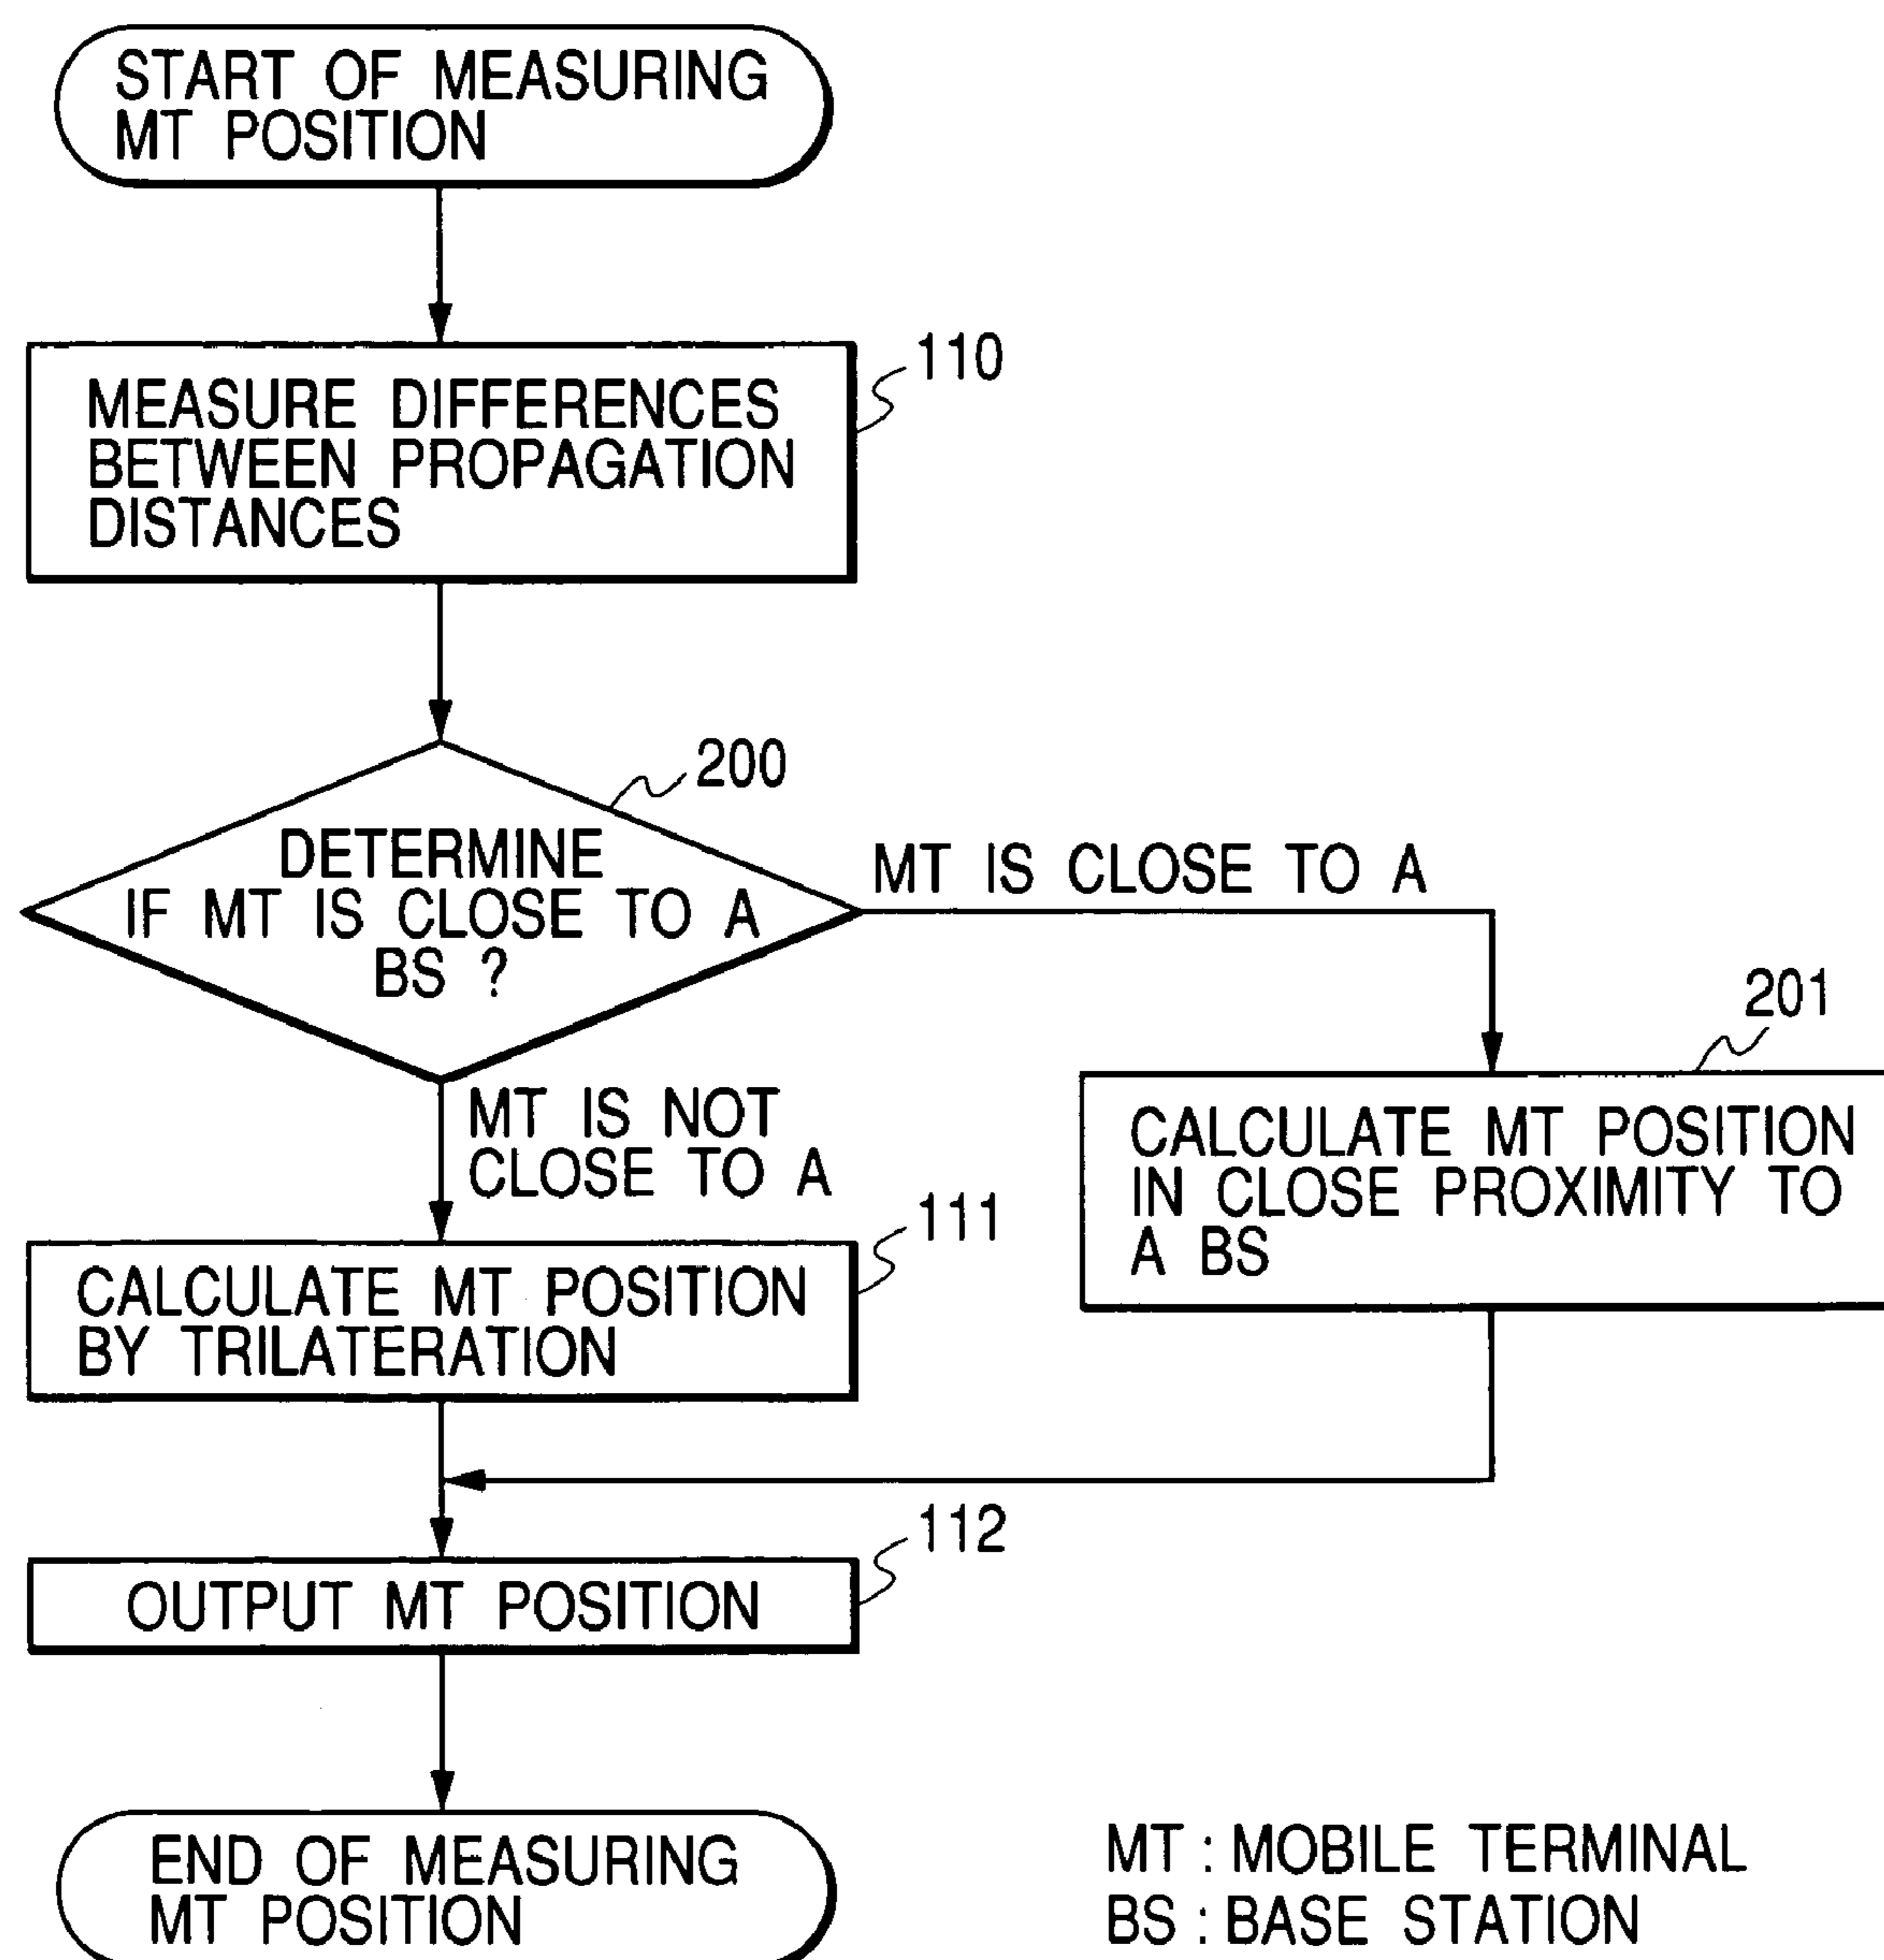 START OF MEASURING
MT POSITION
110
MEASURE DIFFERENCES
BETWEEN PROPAGATION
DISTANCES
200
DETERMINE
IF MT IS CLOSE TO A
BS ?
MT IS CLOSE TO A
201
MT IS NOT
CLOSE TO A
CALCULATE MT POSITION
IN CLOSE PROXIMITY TO
A BS
111
CALCULATE MT POSITION
BY TRILATERATION
112
OUTPUT MT POSITION
END OF MEASURING
MT POSITION
MT : MOBILE TERMINAL
BS : BASE STATION